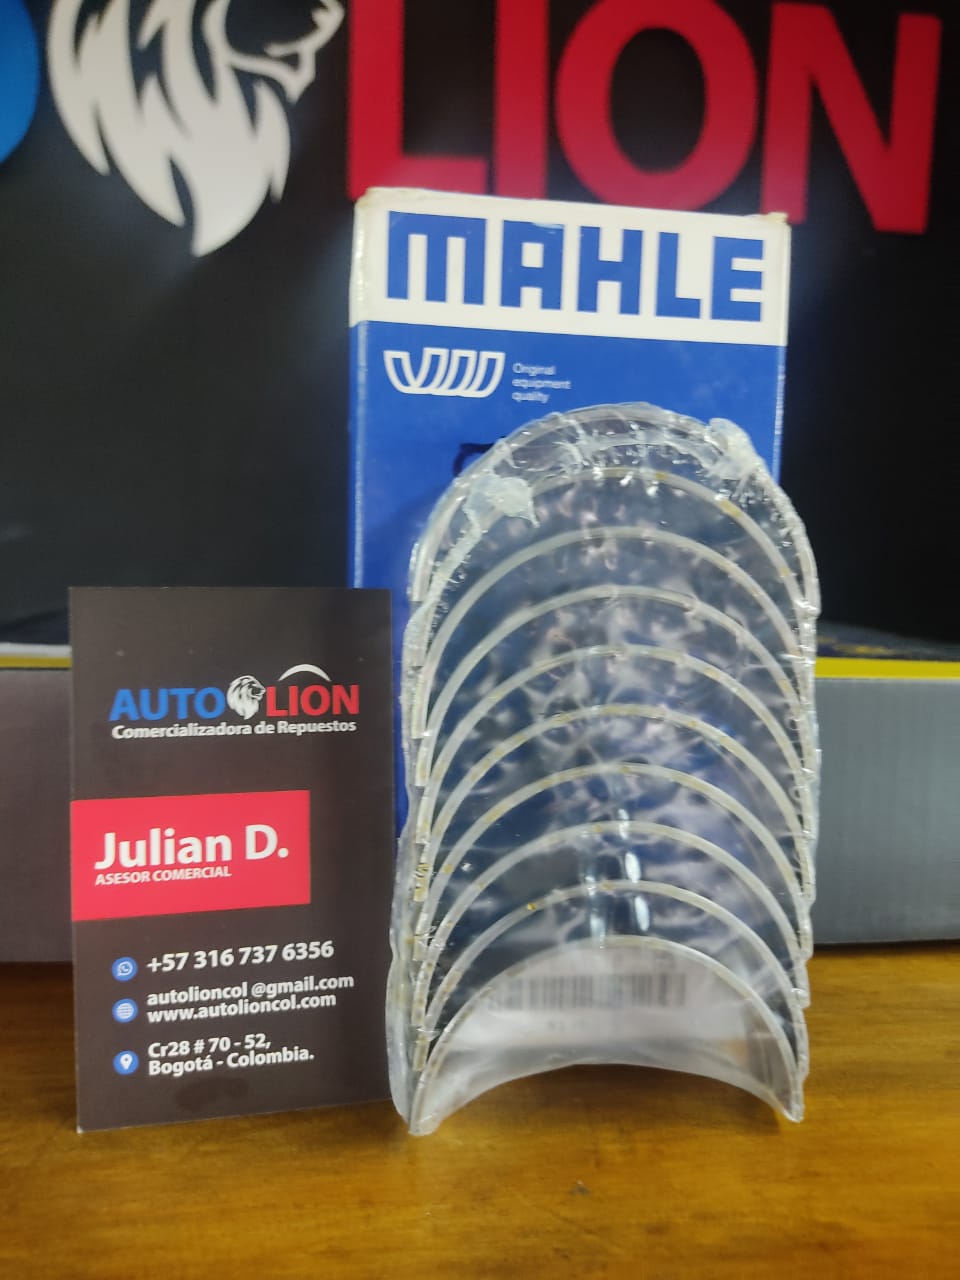 LION
MAHLE
Original
equipment
quality
AUTO LION
Comercializadora de Repuestos
Julian D.
ASESOR COMERCIAL
+57 316 737 6356
autolioncol @gmail.com
www.autolioncol.com
Cr28 # 70 - 52,
Bogotá - Colombia.